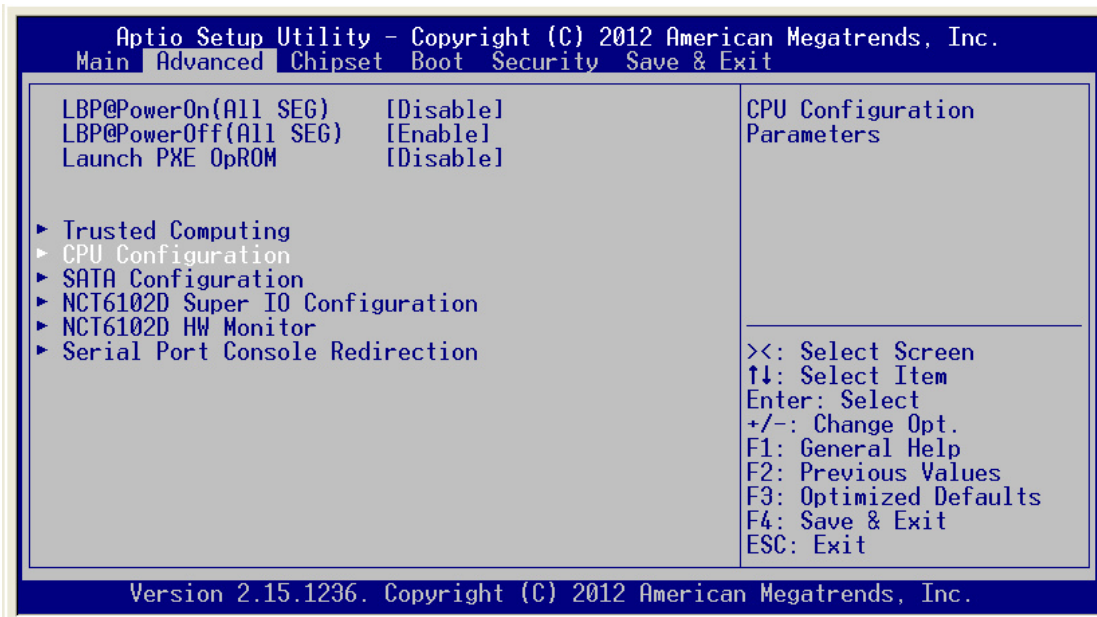 Aptio Setup Utility – Copyright (C) 2012 American Megatrends, Inc.
Main Advanced Chipset Boot Security Save & Exit
LBP@PowerOn(All SEG) [Disable]
LBP@PowerOff(All SEG) [Enable]
Launch PXE OpROM [Disable]
► Trusted Computing
► CPU Configuration
► SATA Configuration
► NCT6102D Super IO Configuration
► NCT6102D HW Monitor
► Serial Port Console Redirection
CPU Configuration
Parameters
><: Select Screen
↑↓: Select Item
Enter: Select
+/-: Change Opt.
F1: General Help
F2: Previous Values
F3: Optimized Defaults
F4: Save & Exit
ESC: Exit
Version 2.15.1236. Copyright (C) 2012 American Megatrends, Inc.